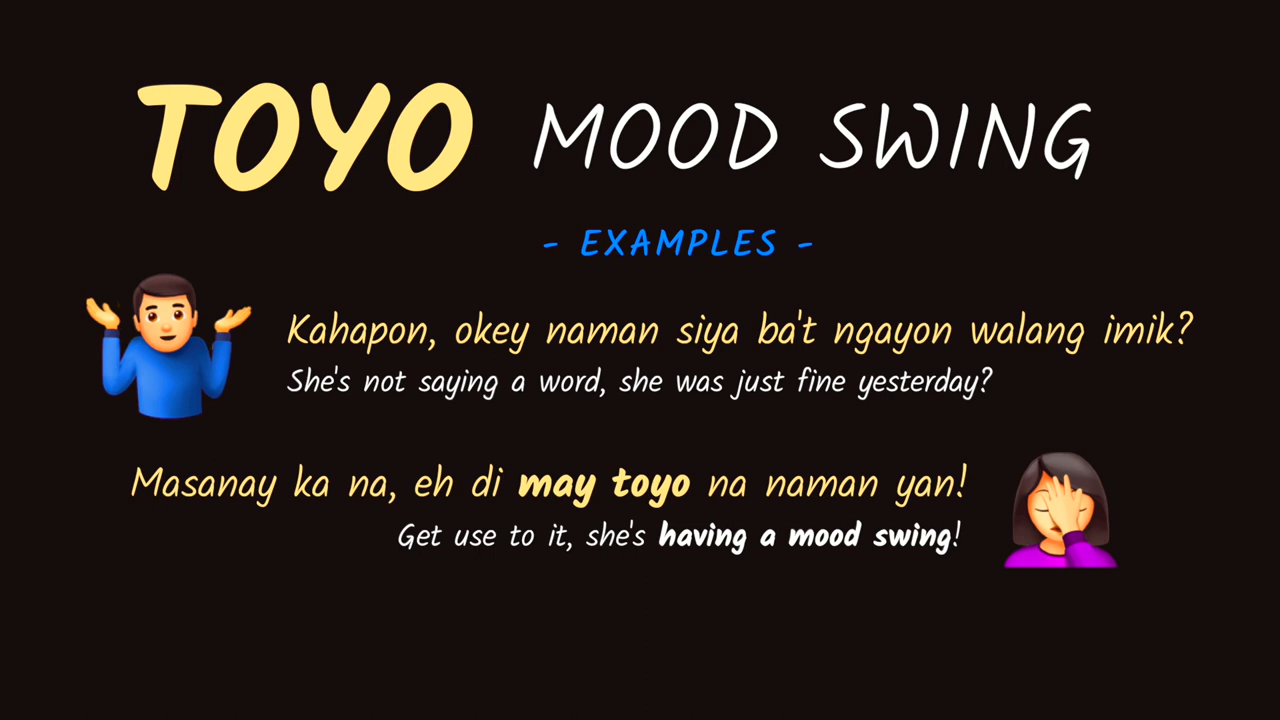 TOYO MOOD SWING
- EXAMPLES -
Kahapon, okey naman siya ba't ngayon walang imik?
She's not saying a word, she was just fine yesterday?
Masanay ka na, eh di may toyo na naman yan!
Get use to it, she's having a mood swing!